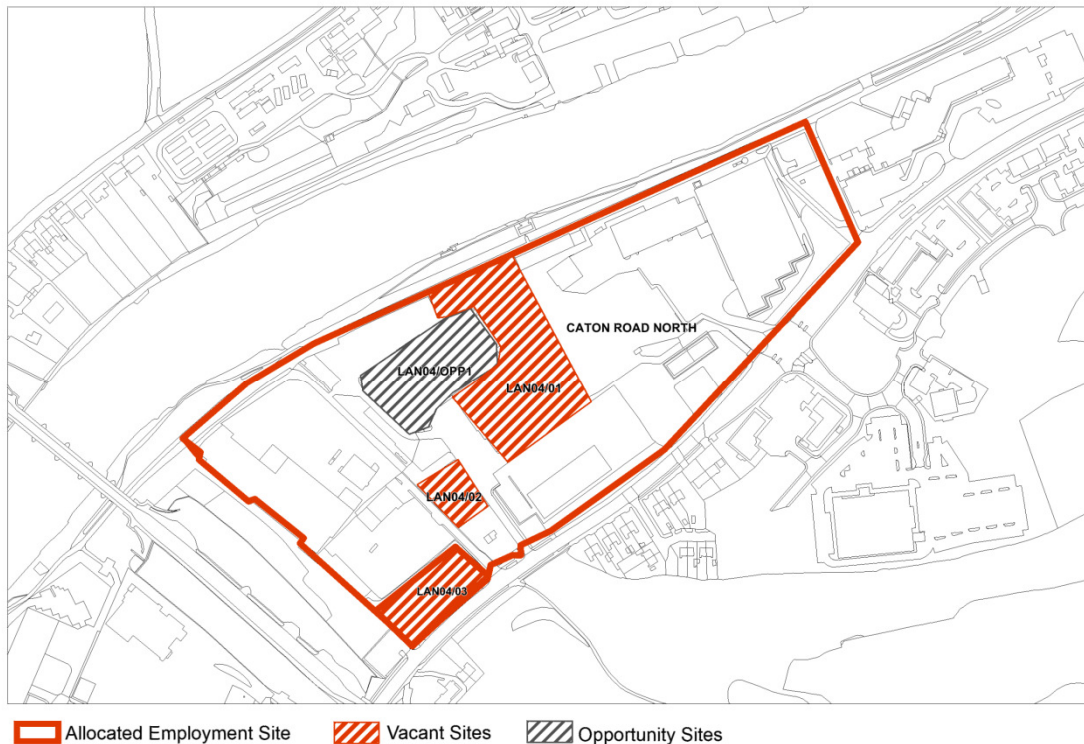 CATON ROAD NORTH
LAN04/OPP1
LAN04/01
LAN04/02
LAN04/03
Allocated Employment Site
Vacant Sites
Opportunity Sites